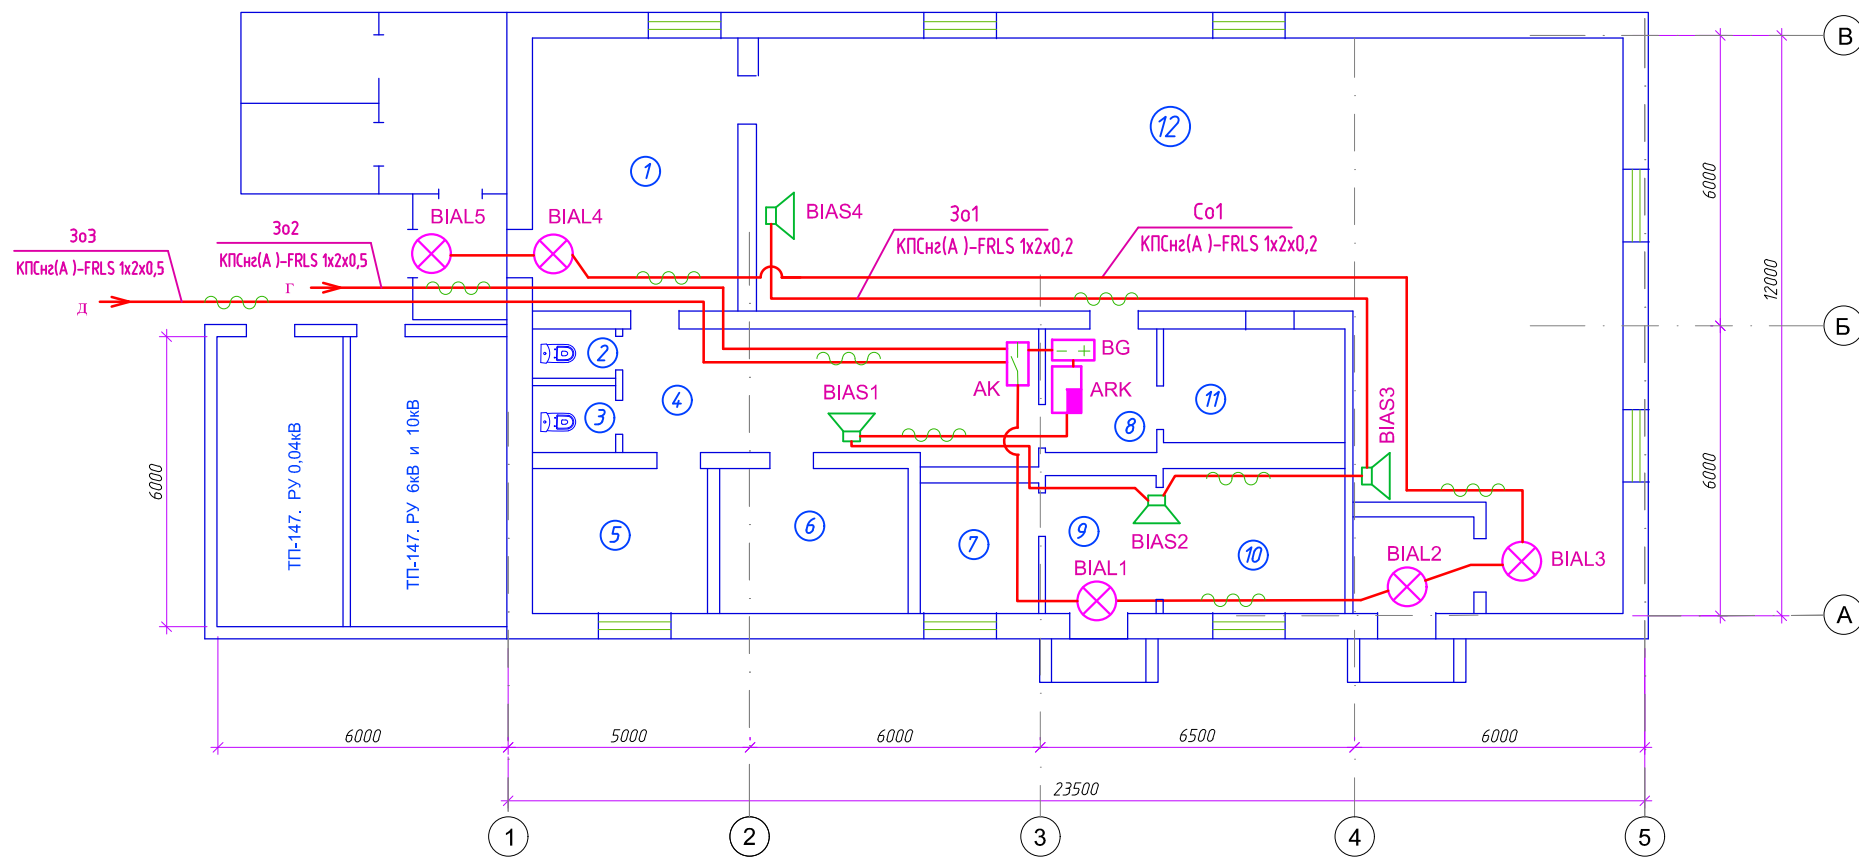 В
12
1
6000
BIAS4
BIAL5
BIAL4
Зо1
Со1
КПСнг(А )-FRLS 1х2х0,2
КПСнг(А )-FRLS 1х2х0,2
Зо3
Зо2
КПСнг(А )-FRLS 1х2х0,5
КПСнг(А )-FRLS 1х2х0,5
Г
Д
12000
Б
2
BG
AK
ARK
BIAS1
4
3
11
8
BIAS3
6000
ТП-147. РУ 0,04кВ
ТП-147. РУ 6кВ и 10кВ
6000
5
6
7
9
BIAS2
10
BIAL1
BIAL2
BIAL3
А
6000
5000
6000
6500
6000
23500
1
2
3
4
5